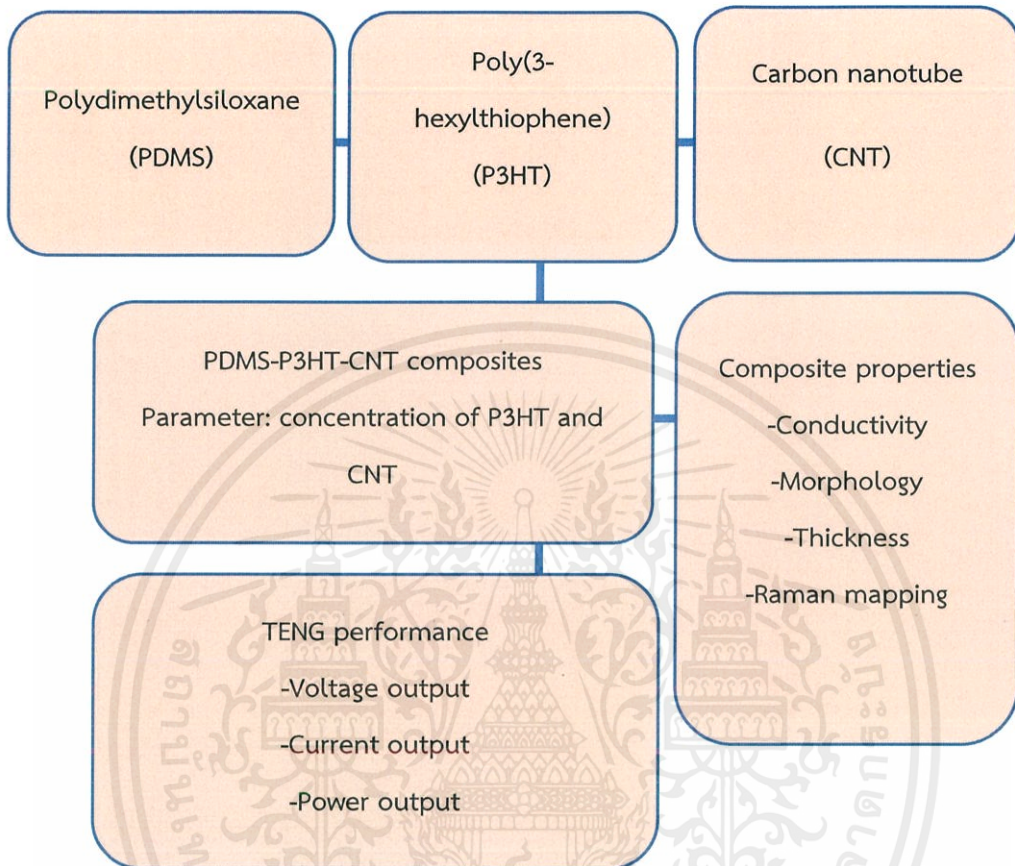 Polydimethylsiloxane
(PDMS)
Poly(3-
hexylthiophene)
(P3HT)
Carbon nanotube
(CNT)
PDMS-P3HT-CNT composites
Parameter: concentration of P3HT and
CNT
Composite properties
-Conductivity
-Morphology
-Thickness
-Raman mapping
TENG performance
-Voltage output
-Current output
-Power output